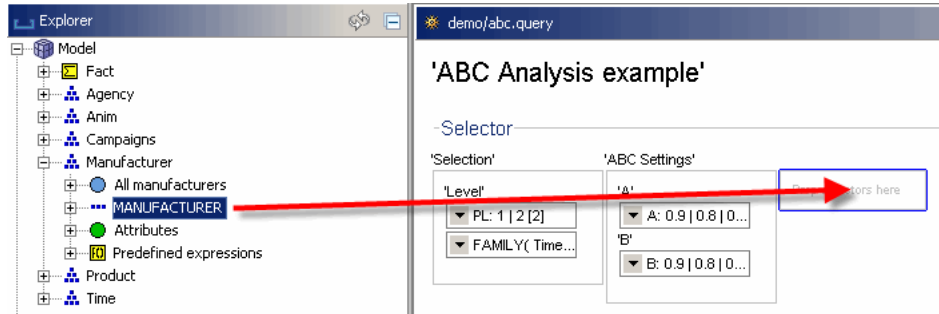 Explorer
Model
Fact
Agency
Anim
Campaigns
Manufacturer
All manufacturers
MANUFACTURER
Attributes
F() Predefined expressions
Product
Time
demo/abc.query
'ABC Analysis example'
Selector
'Selection'
'Level'
PL: 1 | 2 [2]
FAMILY( Time...
'ABC Settings'
'A'
A: 0.9 | 0.8 | 0...
'B'
B: 0.9 | 0.8 | 0...
here